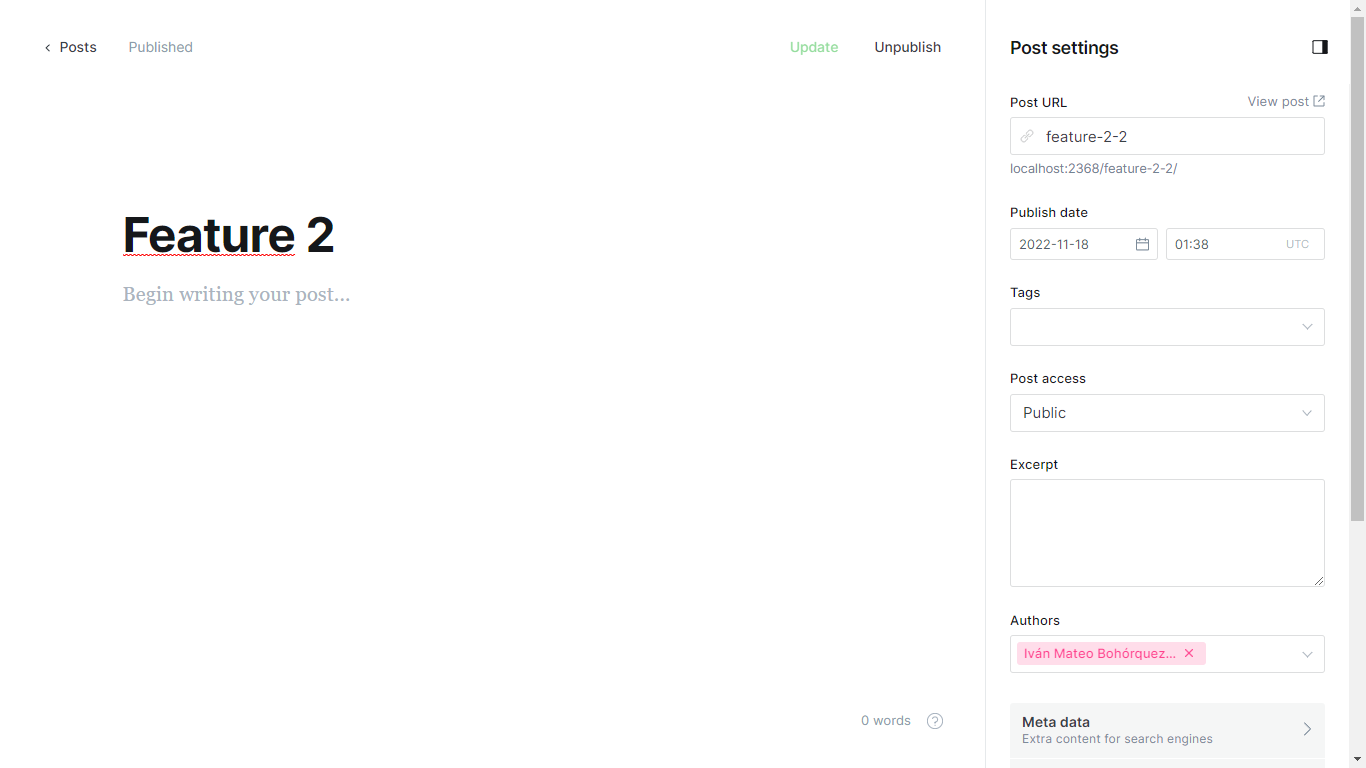 Posts
Published
Update
Unpublish
Feature 2
Begin writing your post...
0 words
?
Post settings
Post URL
View post
feature-2-2
localhost:2368/feature-2-2/
Publish date
2022-11-18
01:38
UTC
Tags
Post access
Public
Excerpt
Authors
Iván Mateo Bohórquez...
Meta data
Extra content for search engines